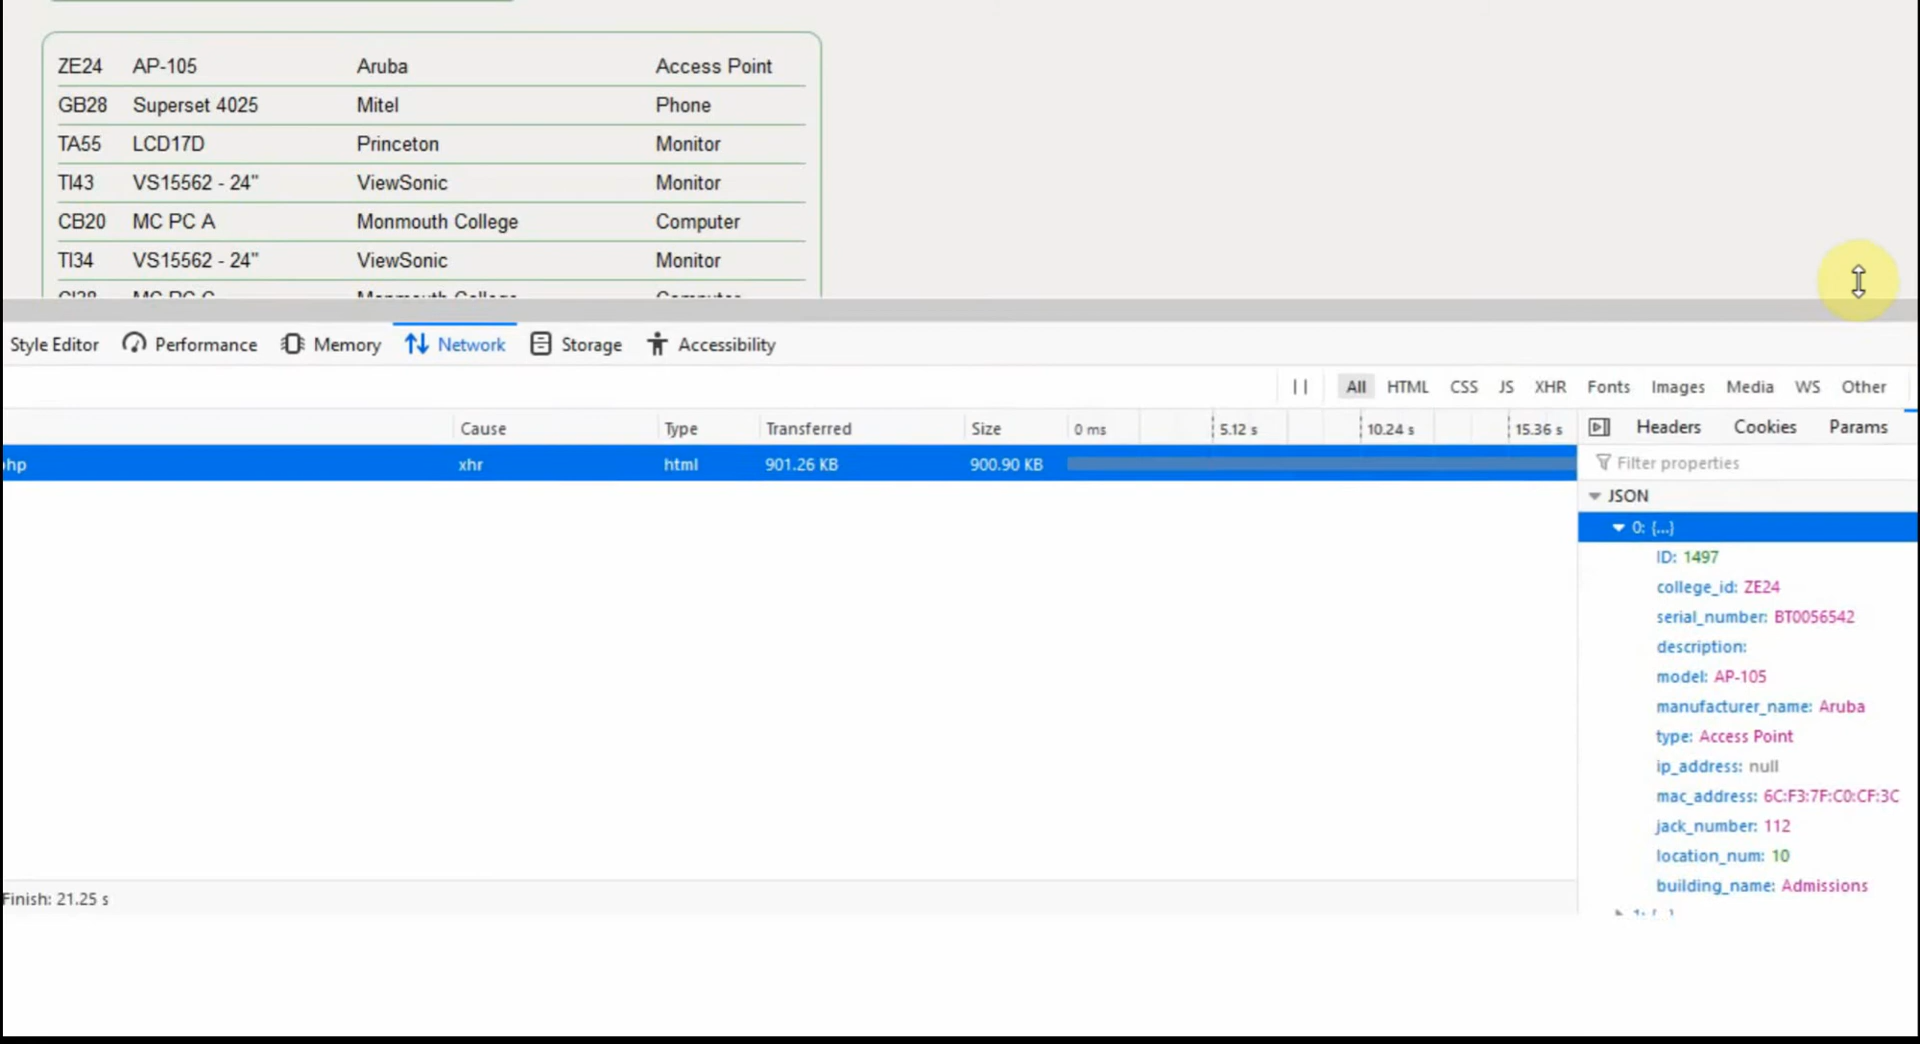 ZE24 AP-105 Aruba Access Point
GB28 Superset 4025 Mitel Phone
TA55 LCD17D Princeton Monitor
TI43 VS15562 - 24" ViewSonic Monitor
CB20 MC PC A Monmouth College Computer
TI34 VS15562 - 24" ViewSonic Monitor
Style Editor Performance Memory Network Storage Accessibility
All HTML CSS JS XHR Fonts Images Media WS Other
Cause Type Transferred Size 0 ms 5.12 s 10.24 s 15.36 s Headers Cookies Params
hp xhr html 901.26 KB 900.90 KB Filter properties
JSON
0: {...}
ID: 1497
college_id: ZE24
serial_number: BT0056542
description:
model: AP-105
manufacturer_name: Aruba
type: Access Point
ip_address: null
mac_address: 6C:F3:7F:C0:CF:3C
jack_number: 112
location_num: 10
building_name: Admissions
Finish: 21.25 s